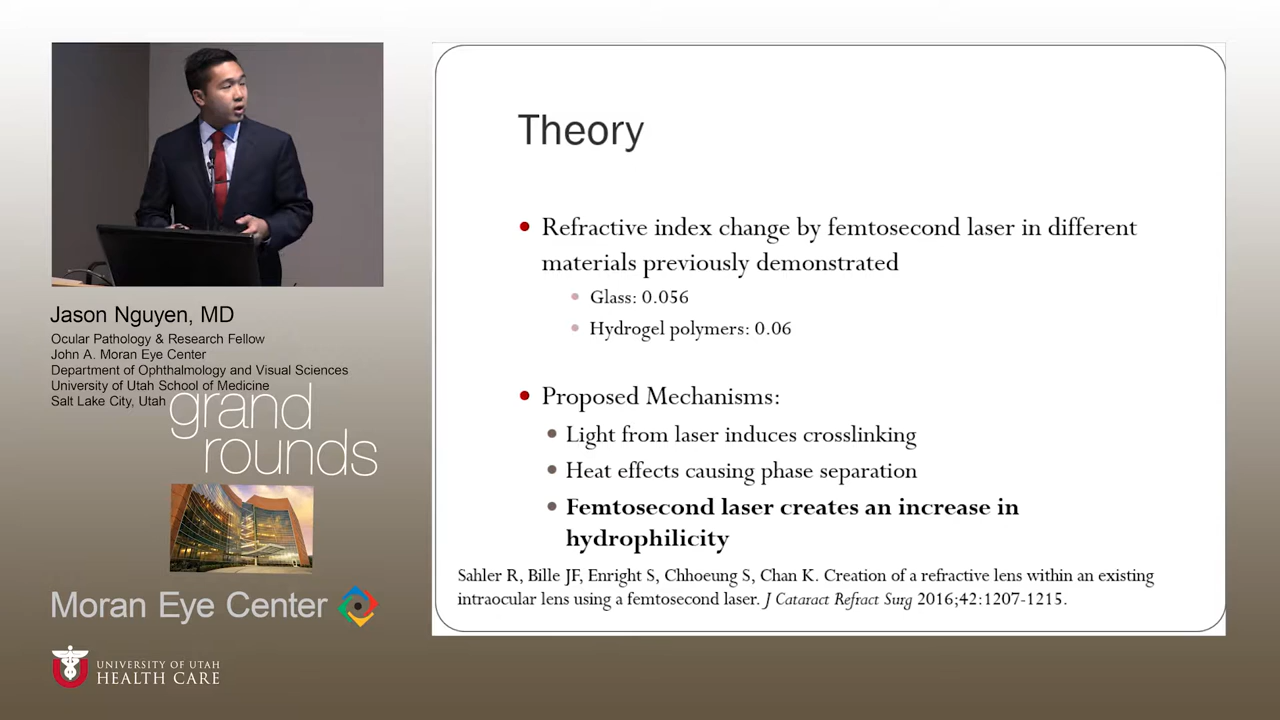 Theory
Refractive index change by femtosecond laser in different
materials previously demonstrated
Glass: 0.056
Hydrogel polymers: 0.06
Proposed Mechanisms:
Light from laser induces crosslinking
Heat effects causing phase separation
Femtosecond laser creates an increase in
hydrophilicity
Sahler R, Bille JF, Enright S, Chhoeung S, Chan K. Creation of a refractive lens within an existing
intraocular lens using a femtosecond laser. J Cataract Refract Surg 2016;42:1207-1215.
Jason Nguyen, MD
Ocular Pathology & Research Fellow
John A. Moran Eye Center
Department of Ophthalmology and Visual Sciences
University of Utah School of Medicine
Salt Lake City, Utah
grand
rounds
Moran Eye Center
UNIVERSITY OF UTAH
HEALTH CARE